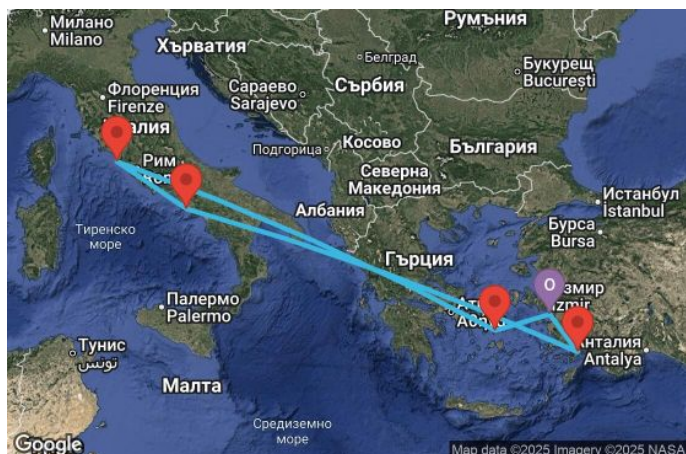 Милано
Milano
Хърватия
Румъния
Белград
Букурещ
București
Сараево
Sarajevo
Сърбия
Флоренция
Firenze
Подгорица
Косово
България
Рим
Северна
Македония
Истанбул
İstanbul
Албания
Бурса
Bursa
Тиренско
море
Гърция
O
Палермо
Palermo
Анталия
Antalya
Тунис
تونس
Малта
Средиземно
море
Google
Map data ©2025 Imagery ©2025 NASA